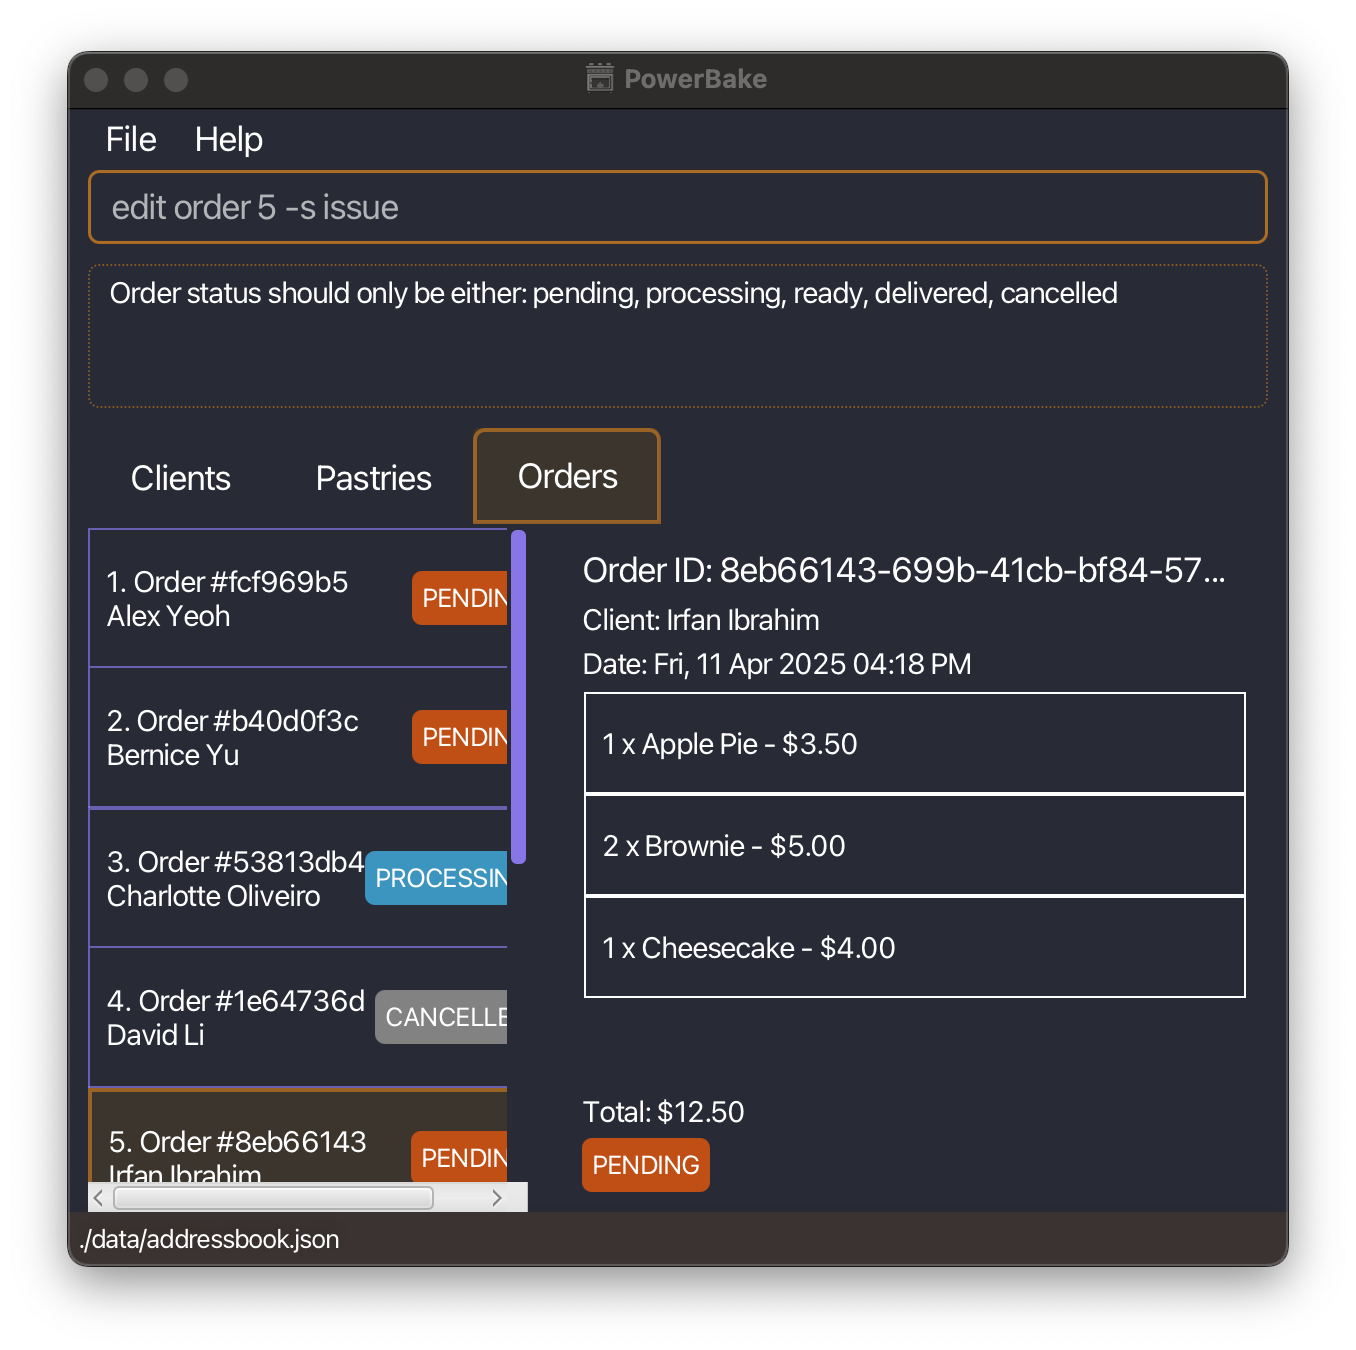 PowerBake
File Help
edit order 5 -s issue
Order status should only be either: pending, processing, ready, delivered, cancelled
Clients Pastries Orders
1. Order #fcf969b5
Alex Yeoh
PENDIN
2. Order #b40d0f3c
Bernice Yu
PENDIN
3. Order #53813db4
Charlotte Oliveiro
PROCESSIN
4. Order #1e64736d
David Li
CANCELLE
5. Order #8eb66143
Irfan Ibrahim
PENDIN
Order ID: 8eb66143-699b-41cb-bf84-57...
Client: Irfan Ibrahim
Date: Fri, 11 Apr 2025 04:18 PM
1 x Apple Pie - $3.50
2 x Brownie - $5.00
1 x Cheesecake - $4.00
Total: $12.50
PENDING
./data/addressbook.json